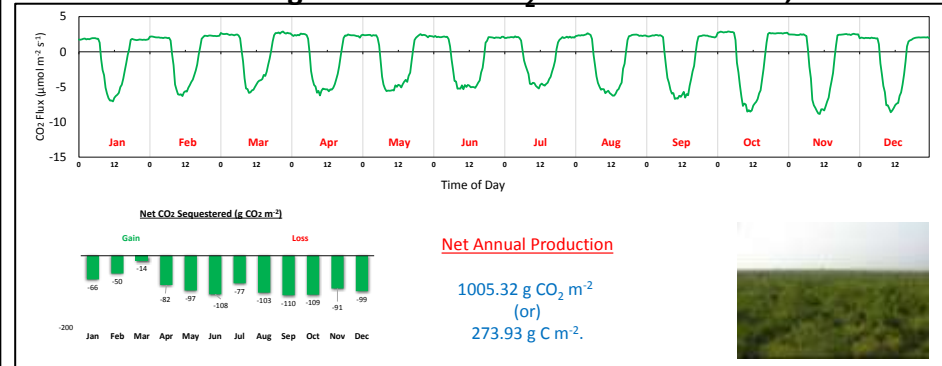 CO2 Flux (µmol m-2 s-1)
5
0
-5
-10
-15
Jan Feb Mar Apr May Jun Jul Aug Sep Oct Nov Dec
0 12 0 12 0 12 0 12 0 12 0 12 0 12 0 12 0 12 0 12 0 12 0 12
Time of Day
Net CO2 Sequestered (g CO2 m-2)
Gain Loss
-66 -50 -14 -82 -97 -108 -77 -103 -110 -109 -91 -99
-200
Jan Feb Mar Apr May Jun Jul Aug Sep Oct Nov Dec
Net Annual Production
1005.32 g CO2 m-2
(or)
273.93 g C m-2.